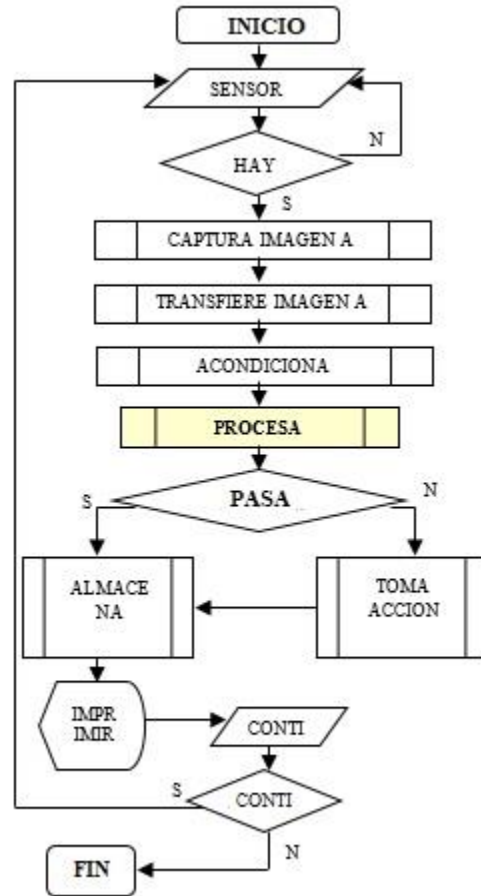 INICIO
SENSOR
N
HAY
S
CAPTURA IMAGEN A
TRANSFIERE IMAGEN A
ACONDICIONA
PROCESA
S
PASA
N
ALMACE
NA
TOMA
ACCION
IMPR
IMIR
CONTI
S
CONTI
N
FIN